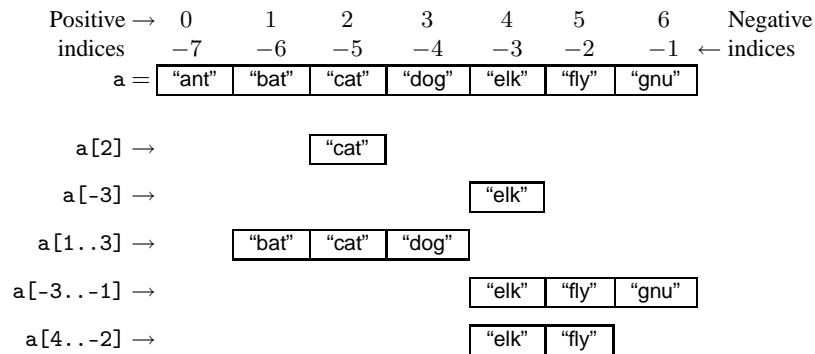 Positive → 0 1 2 3 4 5 6 Negative
indices −7 −6 −5 −4 −3 −2 −1 ← indices
a = “ant” “bat” “cat” “dog” “elk” “fly” “gnu”
a[2] → “cat”
a[-3] → “elk”
a[1..3] → “bat” “cat” “dog”
a[-3..-1] → “elk” “fly” “gnu”
a[4..-2] → “elk” “fly”